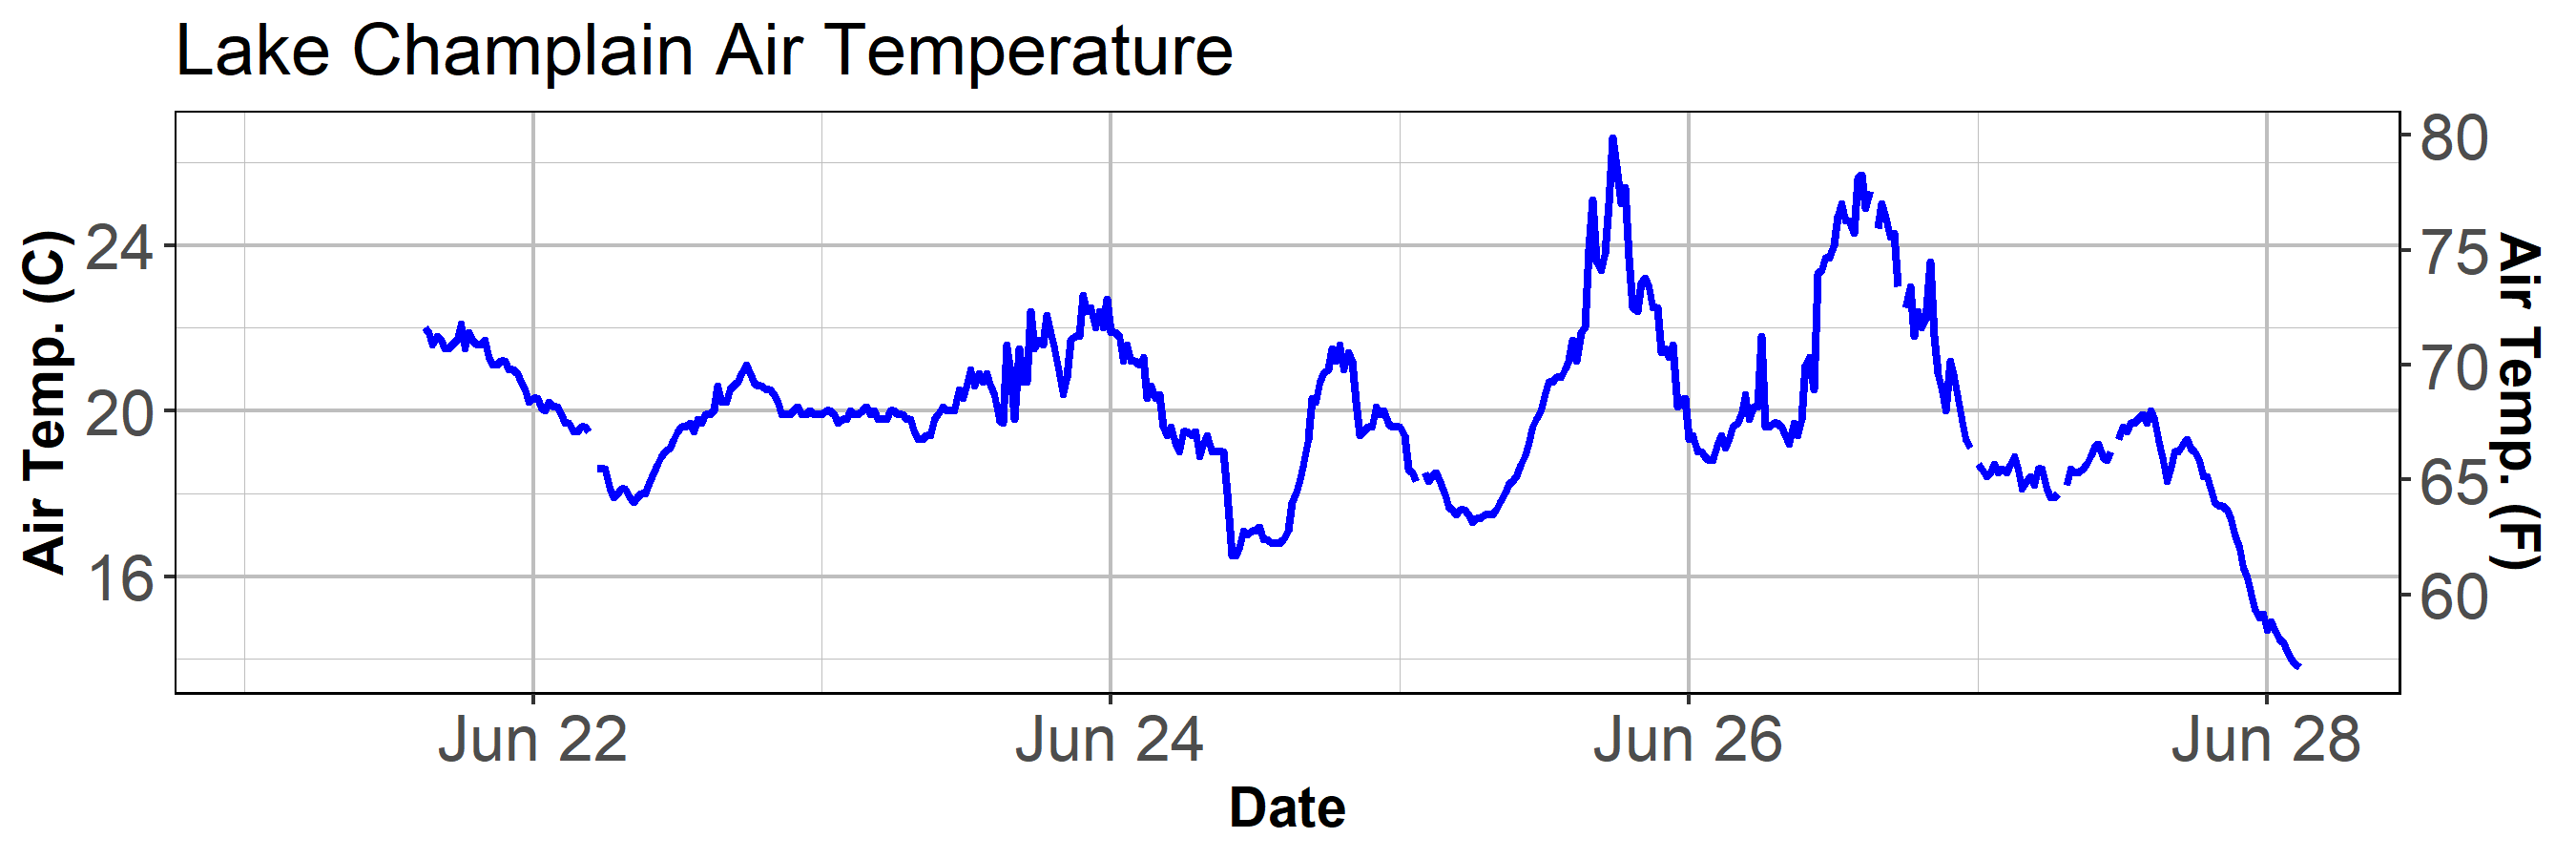 Lake Champlain Air Temperature
Air Temp. (C)
24
20
16
80
75
70
65
60
Air Temp. (F)
Jun 22 Jun 24 Jun 26 Jun 28
Date